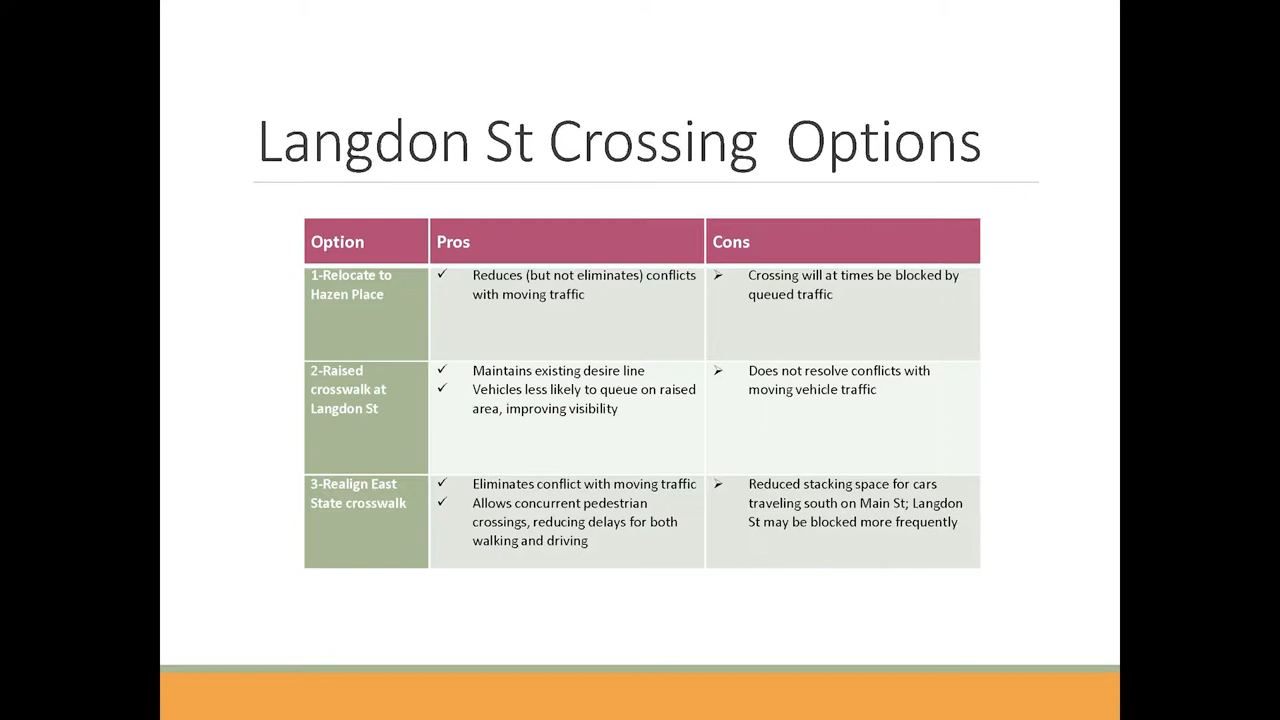 Langdon St Crossing Options
Option
Pros
Cons
1-Relocate to
Hazen Place
✓ Reduces (but not eliminates) conflicts
with moving traffic
➢ Crossing will at times be blocked by
queued traffic
2-Raised
crosswalk at
Langdon St
✓ Maintains existing desire line
✓ Vehicles less likely to queue on raised
area, improving visibility
➢ Does not resolve conflicts with
moving vehicle traffic
3-Realign East
State crosswalk
✓ Eliminates conflict with moving traffic
✓ Allows concurrent pedestrian
crossings, reducing delays for both
walking and driving
➢ Reduced stacking space for cars
traveling south on Main St; Langdon
St may be blocked more frequently